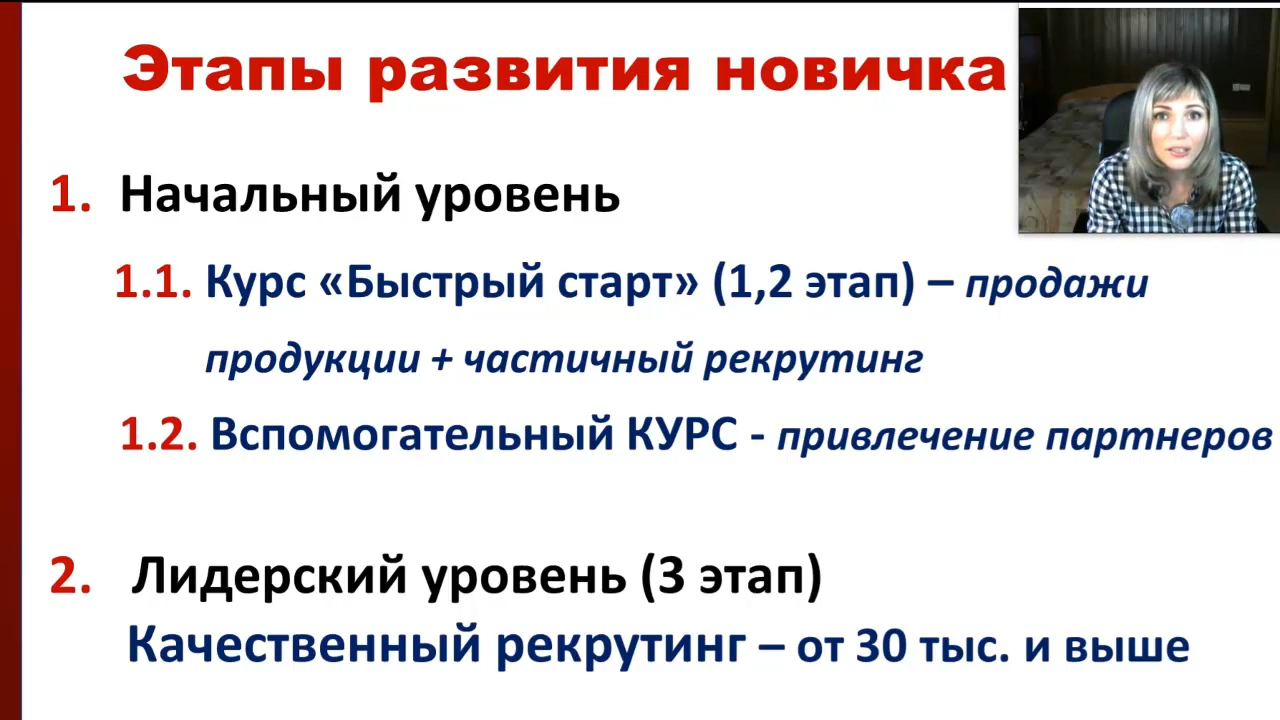 Этапы развития новичка
1. Начальный уровень
1.1. Курс «Быстрый старт» (1,2 этап) – продажи
продукции + частичный рекрутинг
1.2. Вспомогательный КУРС - привлечение партнеров
2. Лидерский уровень (3 этап)
Качественный рекрутинг – от 30 тыс. и выше